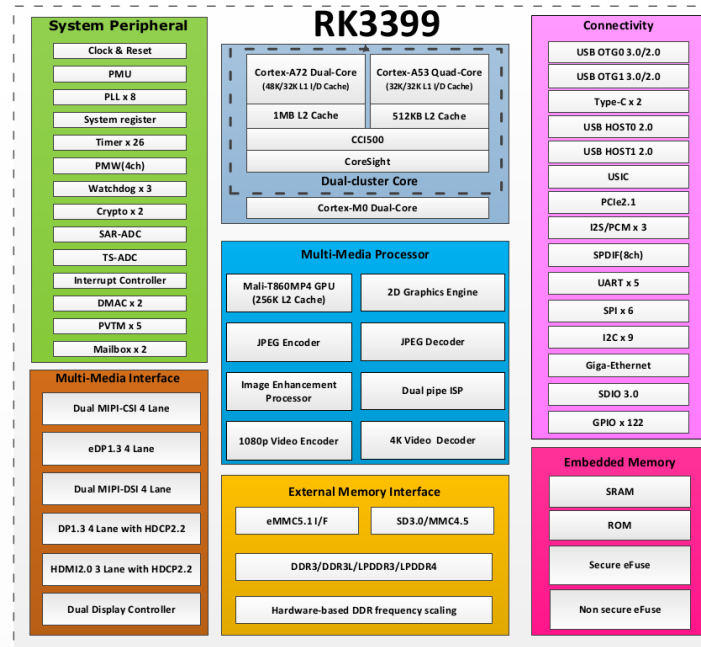 RK3399
System Peripheral
Clock & Reset
PMU
PLL x 8
System register
Timer x 26
PMW(4ch)
Watchdog x 3
Crypto x 2
SAR-ADC
TS-ADC
Interrupt Controller
DMAC x 2
PVTM x 5
Mailbox x 2
Multi-Media Interface
Dual MIPI-CSI 4 Lane
eDP1.3 4 Lane
Dual MIPI-DSI 4 Lane
DP1.3 4 Lane with HDCP2.2
HDMI2.0 3 Lane with HDCP2.2
Dual Display Controller
Cortex-A72 Dual-Core
(48K/32K L1 I/D Cache)
Cortex-A53 Quad-Core
(32K/32K L1 I/D Cache)
1MB L2 Cache
512KB L2 Cache
CCI500
CoreSight
Dual-cluster Core
Cortex-M0 Dual-Core
Multi-Media Processor
Mali-T860MP4 GPU
(256K L2 Cache)
2D Graphics Engine
JPEG Encoder
JPEG Decoder
Image Enhancement
Processor
Dual pipe ISP
1080p Video Encoder
4K Video Decoder
External Memory Interface
eMMC5.1 I/F
SD3.0/MMC4.5
DDR3/DDR3L/LPDDR3/LPDDR4
Hardware-based DDR frequency scaling
Connectivity
USB OTG0 3.0/2.0
USB OTG1 3.0/2.0
Type-C x 2
USB HOST0 2.0
USB HOST1 2.0
USIC
PCIe2.1
I2S/PCM x 3
SPDIF(8ch)
UART x 5
SPI x 6
I2C x 9
Giga-Ethernet
SDIO 3.0
GPIO x 122
Embedded Memory
SRAM
ROM
Secure eFuse
Non secure eFuse